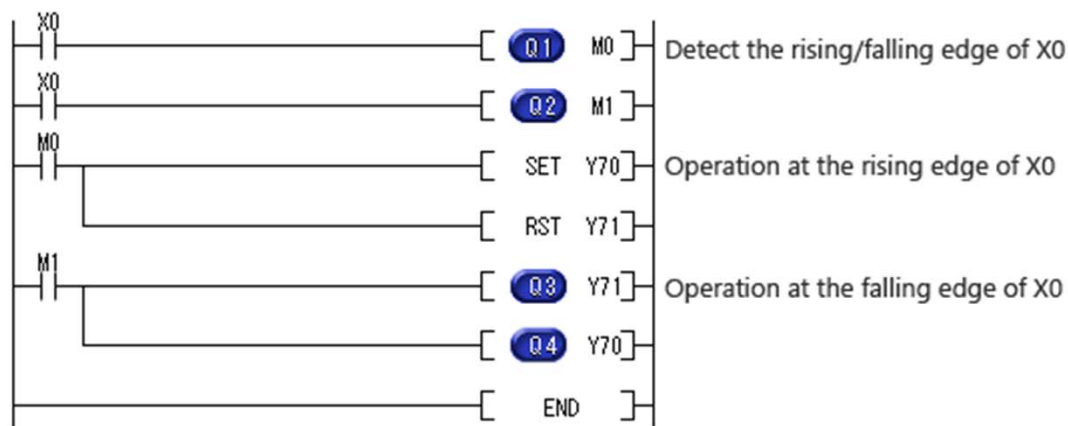 X0
Q1 M0 Detect the rising/falling edge of X0
X0
Q2 M1
M0
SET Y70 Operation at the rising edge of X0
RST Y71
M1
Q3 Y71 Operation at the falling edge of X0
Q4 Y70
END